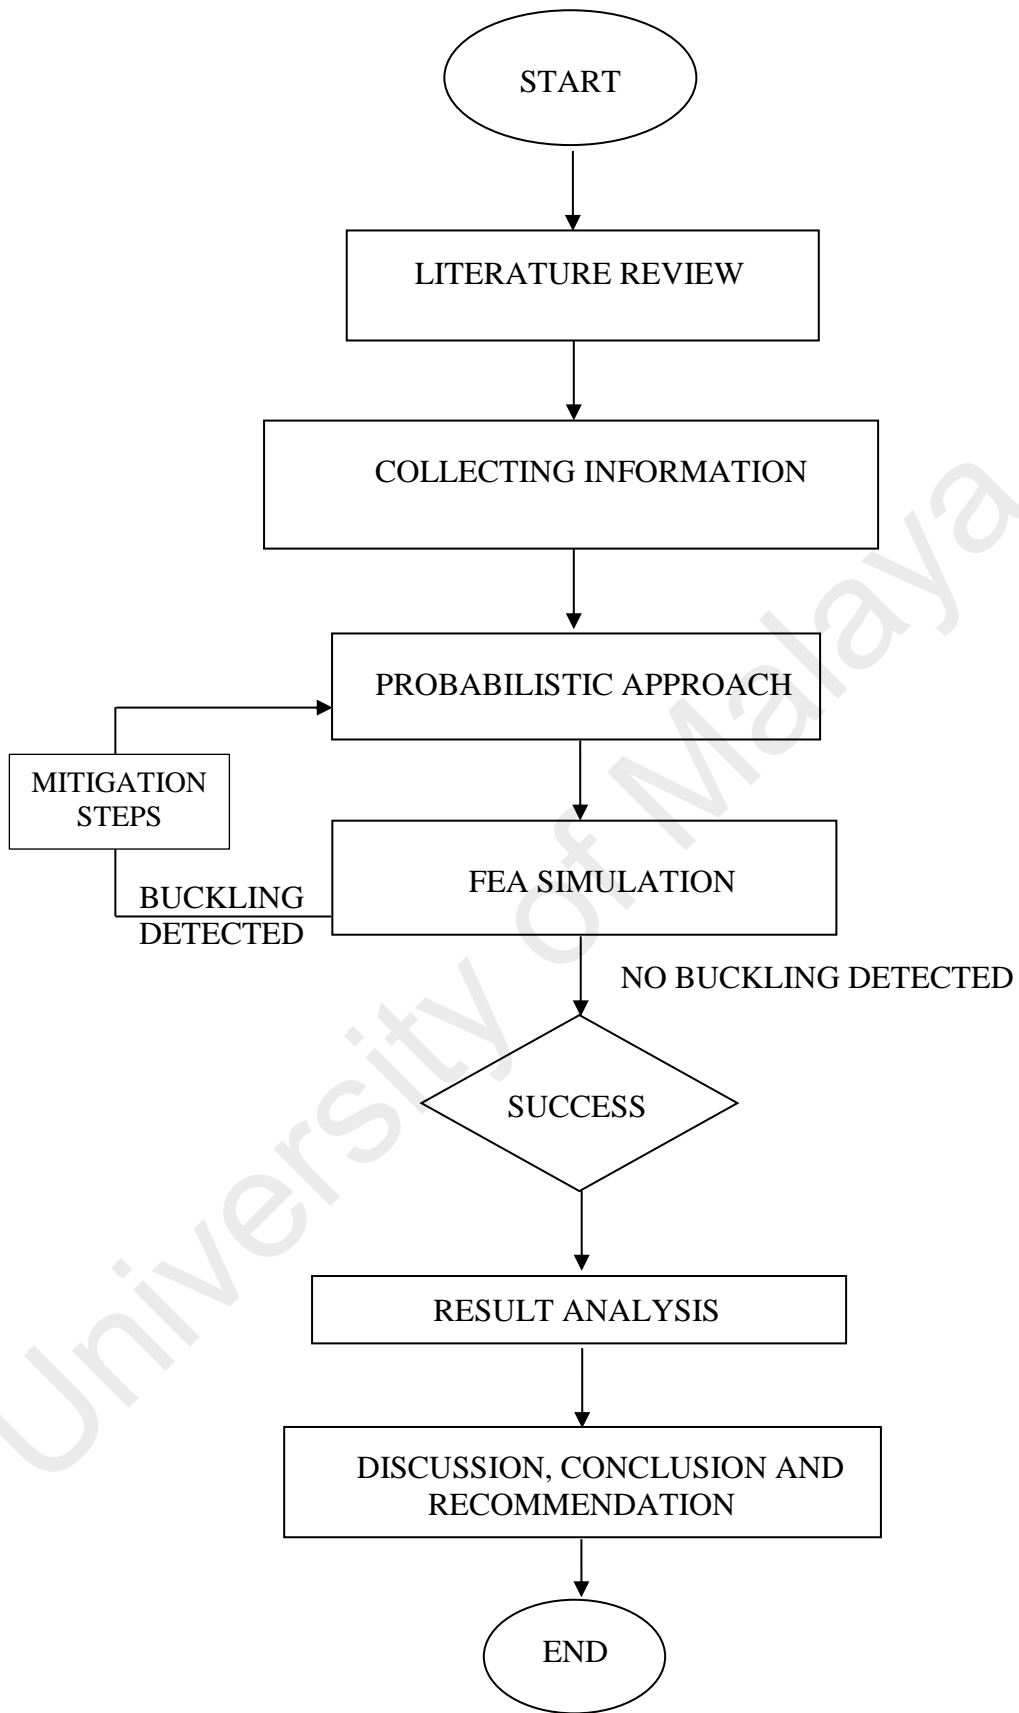 START
LITERATURE REVIEW
COLLECTING INFORMATION
PROBABILISTIC APPROACH
MITIGATION
STEPS
FEA SIMULATION
BUCKLING
DETECTED
NO BUCKLING DETECTED
SUCCESS
RESULT ANALYSIS
DISCUSSION, CONCLUSION AND
RECOMMENDATION
END
University of Malaya